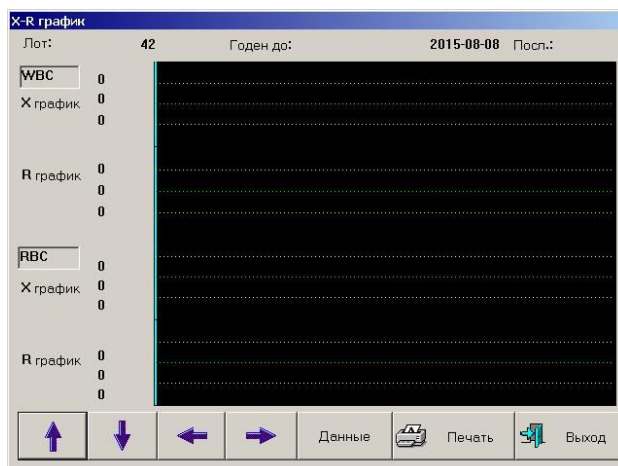 X-R график
Лот: 42 Годен до: 2015-08-08 Посл.:
WBC 0
X график 0
0
R график 0
0
0
RBC 0
X график 0
0
R график 0
0
0
Данные Печать Выход